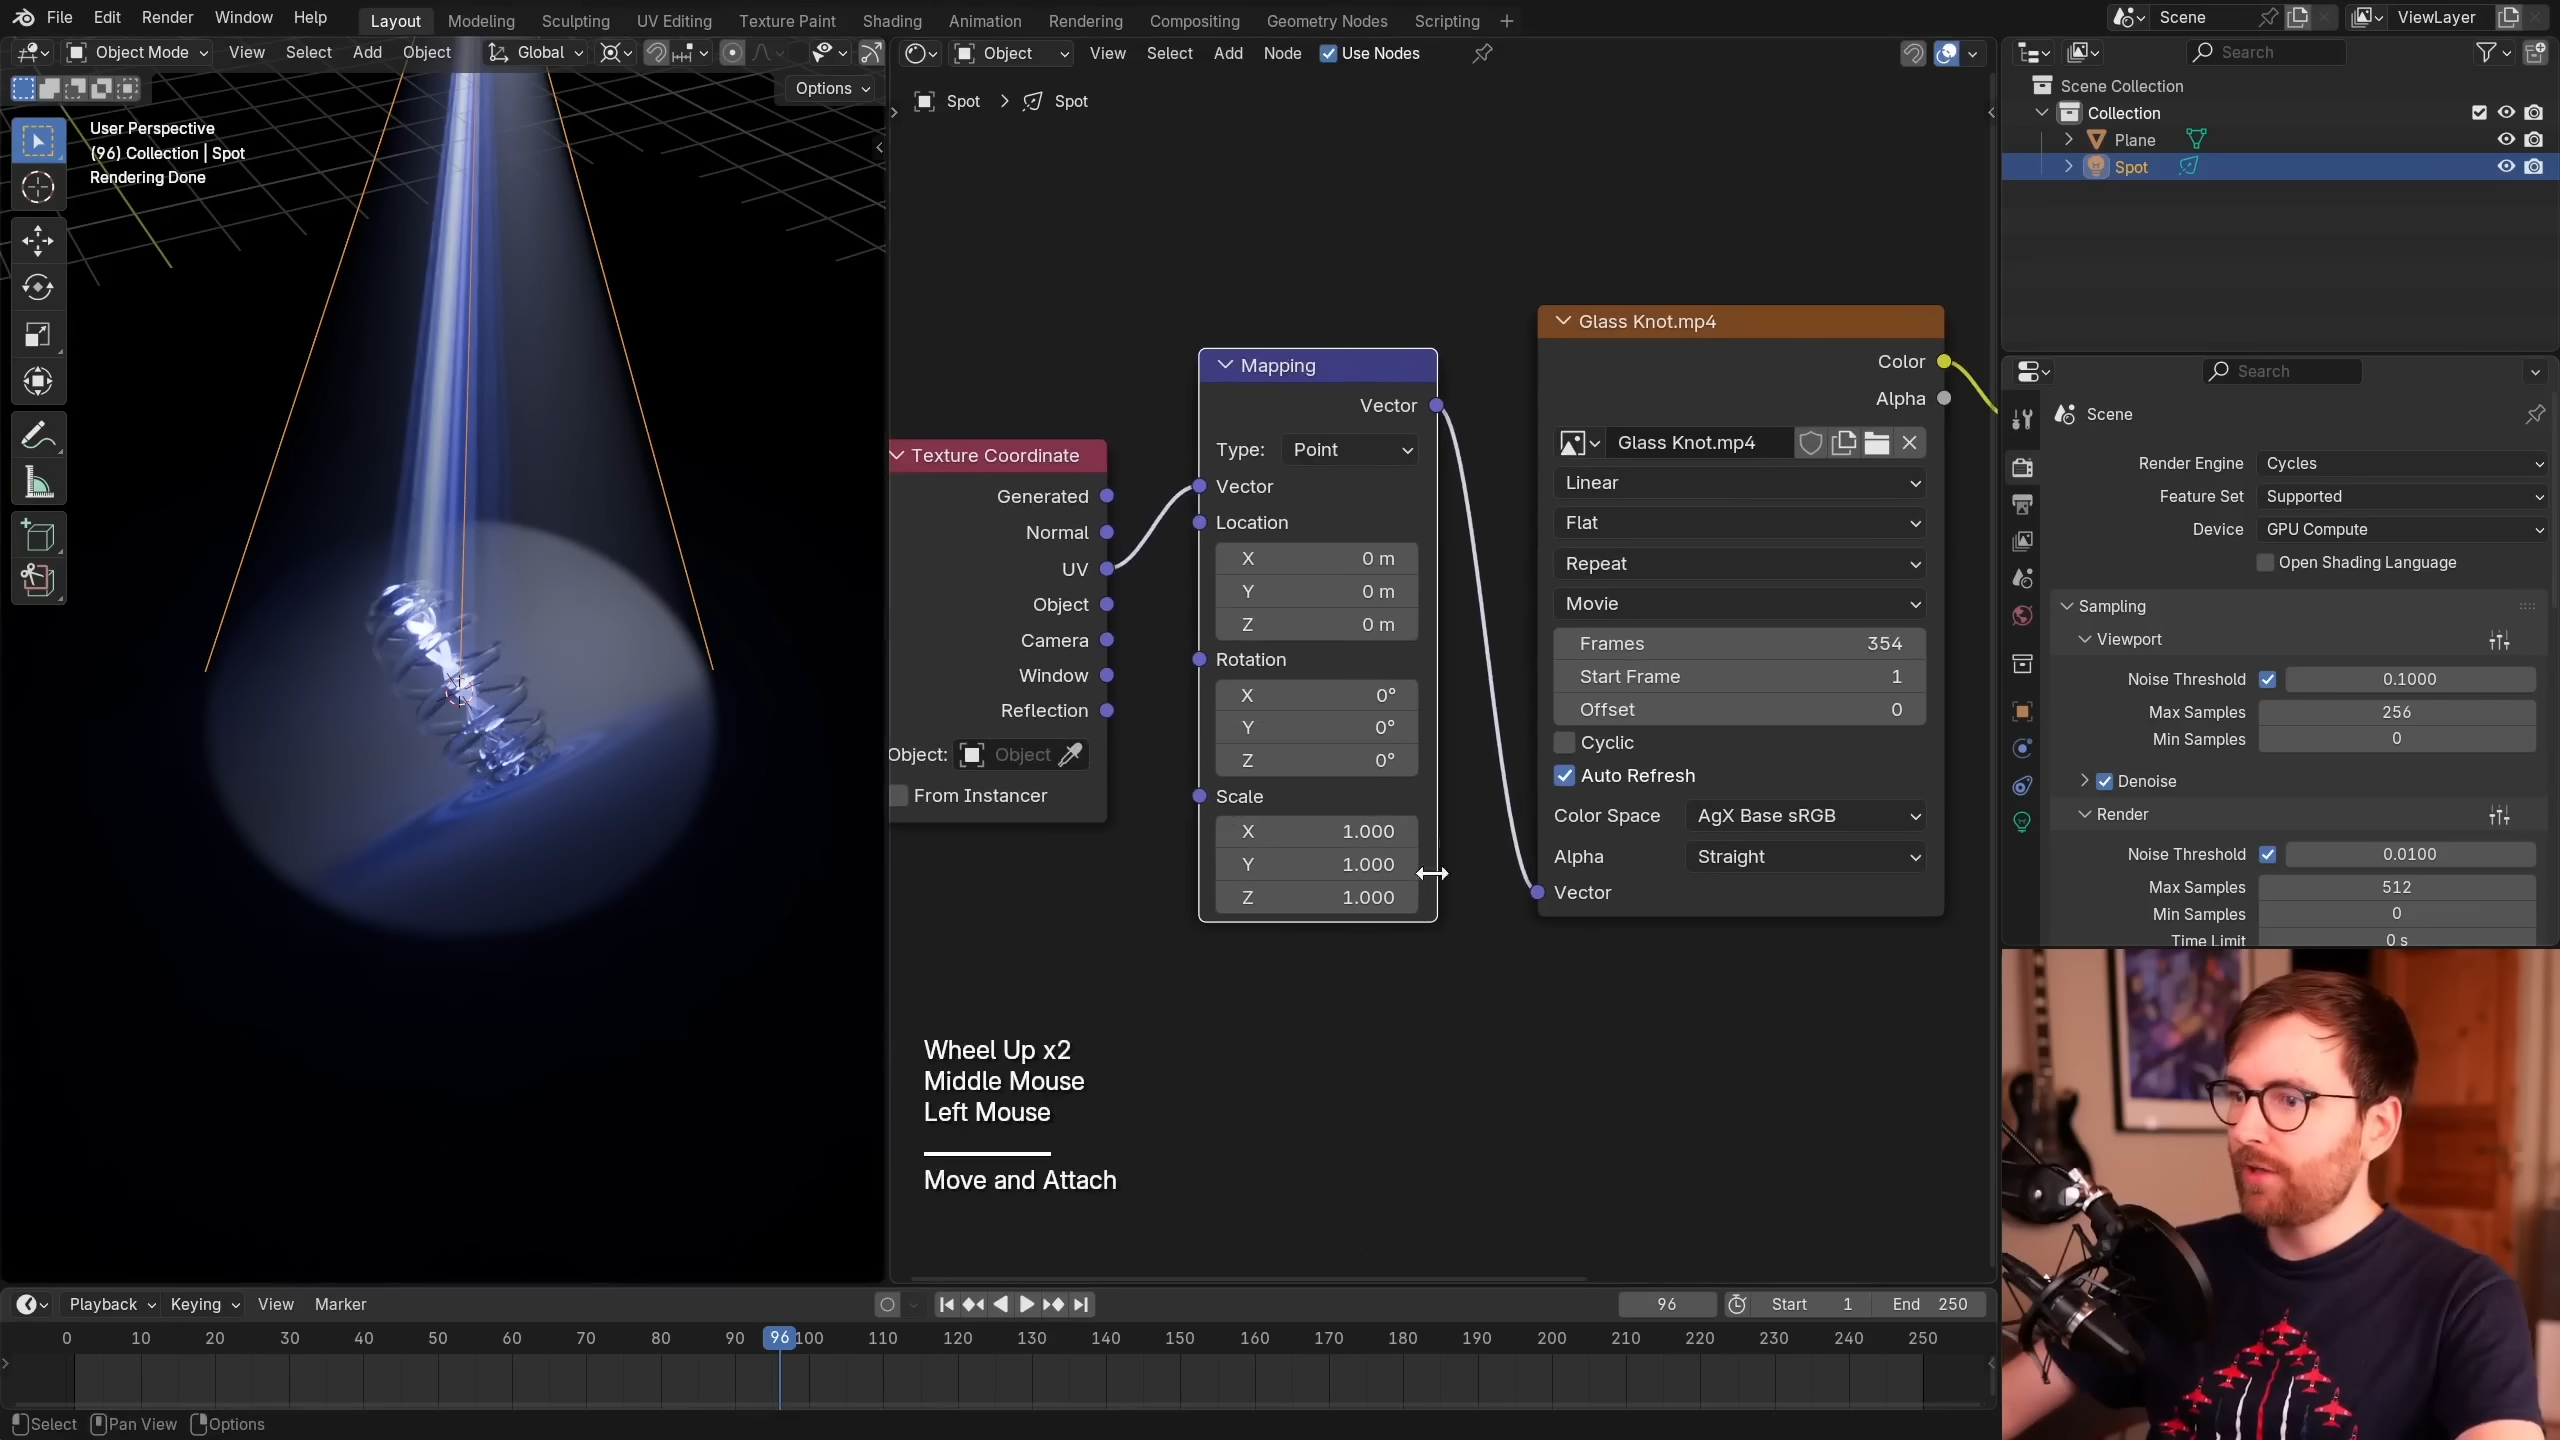 File Edit Render Window Help
Layout Modeling Sculpting UV Editing Texture Paint Shading Animation Rendering Compositing Geometry Nodes Scripting +
Scene
ViewLayer
Object Mode View Select Add Object Global
Options
User Perspective
(96) Collection | Spot
Rendering Done
Object View Select Add Node Use Nodes
Spot > Spot
Texture Coordinate
Generated
Normal
UV
Object
Camera
Window
Reflection
Object: Object
From Instancer
Mapping
Vector
Type: Point
Vector
Location
X 0 m
Y 0 m
Z 0 m
Rotation
X 0°
Y 0°
Z 0°
Scale
X 1.000
Y 1.000
Z 1.000
Glass Knot.mp4
Color
Alpha
Glass Knot.mp4
Linear
Flat
Repeat
Movie
Frames 354
Start Frame 1
Offset 0
Cyclic
Auto Refresh
Color Space AgX Base sRGB
Alpha Straight
Vector
Wheel Up x2
Middle Mouse
Left Mouse
Move and Attach
Search
Scene Collection
Collection
Plane
Spot
Search
Scene
Render Engine Cycles
Feature Set Supported
Device GPU Compute
Open Shading Language
Sampling
Viewport
Noise Threshold 0.1000
Max Samples 256
Min Samples 0
Denoise
Render
Noise Threshold 0.0100
Max Samples 512
Min Samples 0
Time Limit 0 s
Playback Keying View Marker
96 Start 1 End 250
0 10 20 30 40 50 60 70 80 90 96 100 110 120 130 140 150 160 170 180 190 200 210 220 230 240 250
Select Pan View Options